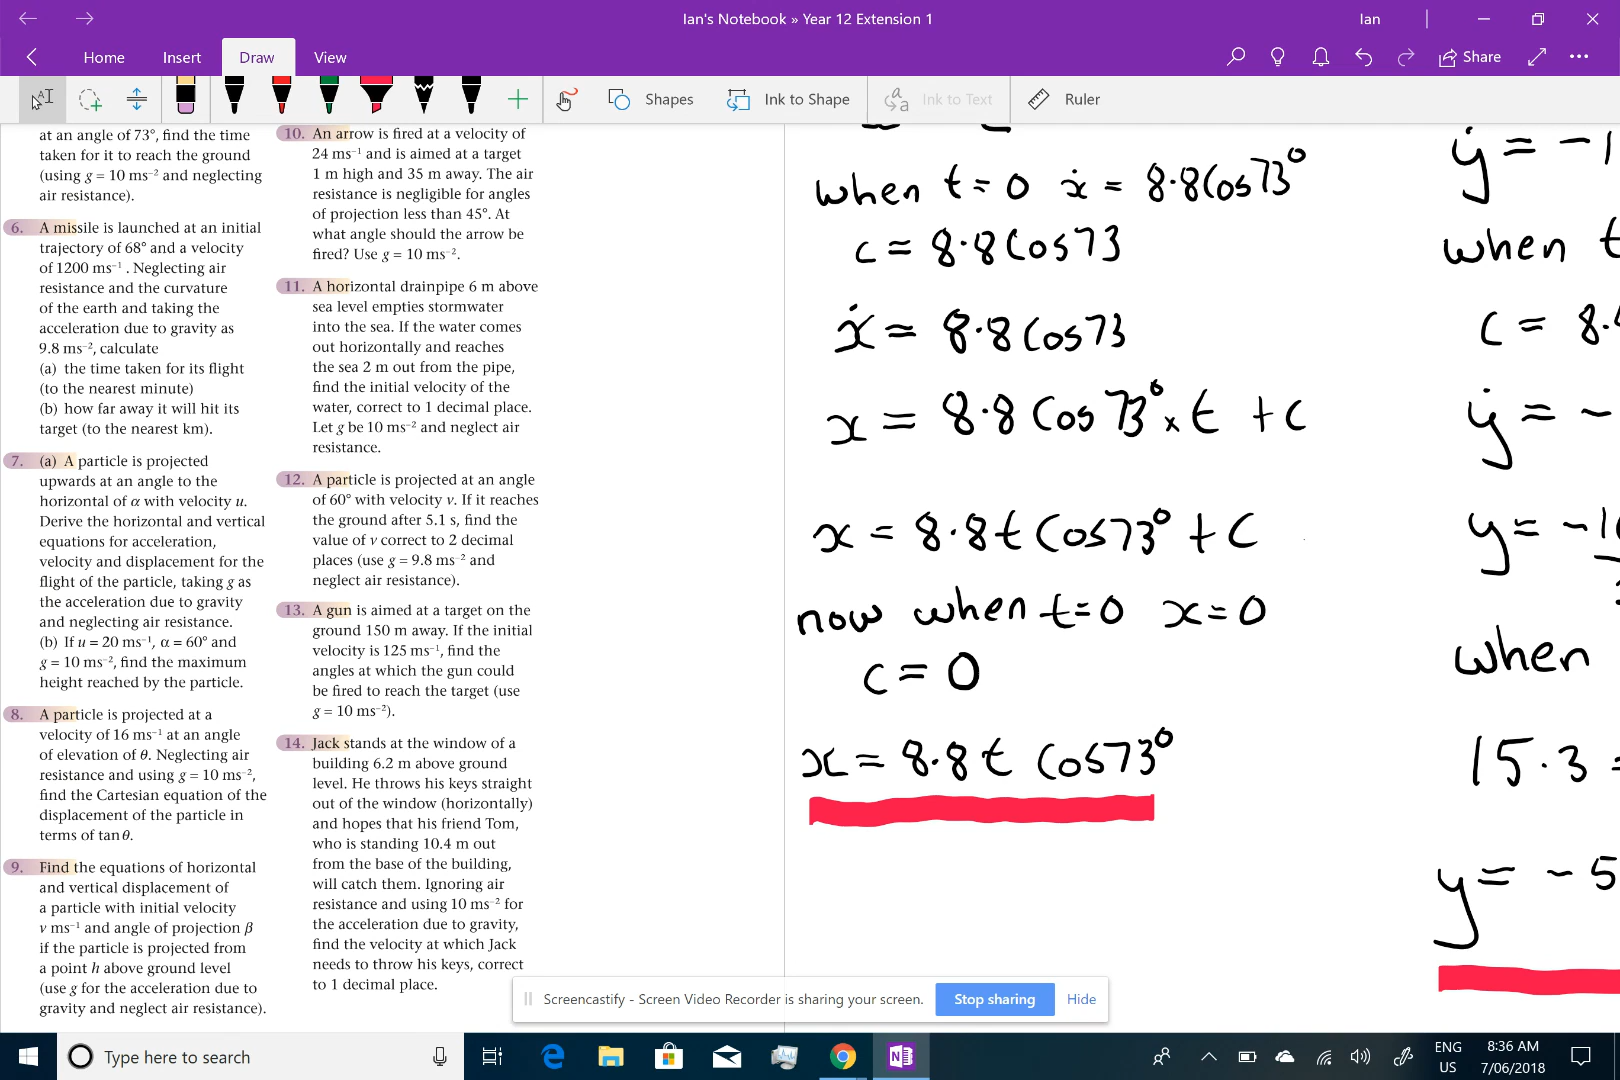 Ian's Notebook » Year 12 Extension 1
Ian
Home Insert Draw View
Share
Shapes
Ink to Shape
Ink to Text
Ruler
at an angle of 73°, find the time
taken for it to reach the ground
(using g = 10 ms⁻² and neglecting
air resistance).
6. A missile is launched at an initial
trajectory of 68° and a velocity
of 1200 ms⁻¹ . Neglecting air
resistance and the curvature
of the earth and taking the
acceleration due to gravity as
9.8 ms⁻², calculate
(a) the time taken for its flight
(to the nearest minute)
(b) how far away it will hit its
target (to the nearest km).
7. (a) A particle is projected
upwards at an angle to the
horizontal of α with velocity u.
Derive the horizontal and vertical
equations for acceleration,
velocity and displacement for the
flight of the particle, taking g as
the acceleration due to gravity
and neglecting air resistance.
(b) If u = 20 ms⁻¹, α = 60° and
g = 10 ms⁻², find the maximum
height reached by the particle.
8. A particle is projected at a
velocity of 16 ms⁻¹ at an angle
of elevation of θ. Neglecting air
resistance and using g = 10 ms⁻²,
find the Cartesian equation of the
displacement of the particle in
terms of tan θ.
9. Find the equations of horizontal
and vertical displacement of
a particle with initial velocity
v ms⁻¹ and angle of projection β
if the particle is projected from
a point h above ground level
(use g for the acceleration due to
gravity and neglect air resistance).
10. An arrow is fired at a velocity of
24 ms⁻¹ and is aimed at a target
1 m high and 35 m away. The air
resistance is negligible for angles
of projection less than 45°. At
what angle should the arrow be
fired? Use g = 10 ms⁻².
11. A horizontal drainpipe 6 m above
sea level empties stormwater
into the sea. If the water comes
out horizontally and reaches
the sea 2 m out from the pipe,
find the initial velocity of the
water, correct to 1 decimal place.
Let g be 10 ms⁻² and neglect air
resistance.
12. A particle is projected at an angle
of 60° with velocity v. If it reaches
the ground after 5.1 s, find the
value of v correct to 2 decimal
places (use g = 9.8 ms⁻² and
neglect air resistance).
13. A gun is aimed at a target on the
ground 150 m away. If the initial
velocity is 125 ms⁻¹, find the
angles at which the gun could
be fired to reach the target (use
g = 10 ms⁻²).
14. Jack stands at the window of a
building 6.2 m above ground
level. He throws his keys straight
out of the window (horizontally)
and hopes that his friend Tom,
who is standing 10.4 m out
from the base of the building,
will catch them. Ignoring air
resistance and using 10 ms⁻² for
the acceleration due to gravity,
find the velocity at which Jack
needs to throw his keys, correct
to 1 decimal place.
when t = 0 ẋ = 8.8 Cos 73°
c = 8.8 Cos 73
ẋ = 8.8 Cos 73
x = 8.8 Cos 73° × t + c
x = 8.8 t Cos 73° + C
now when t = 0 x = 0
c = 0
x = 8.8 t Cos 73°
ẏ = -1
when t
c = 8.
ẏ = -
y = -10
when
15.3 =
y = -5
Screencastify - Screen Video Recorder is sharing your screen.
Stop sharing
Hide
Type here to search
ENG
US
8:36 AM
7/06/2018